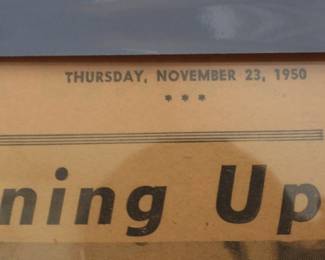 THURSDAY, NOVEMBER 23, 1950
* * *
ning Up